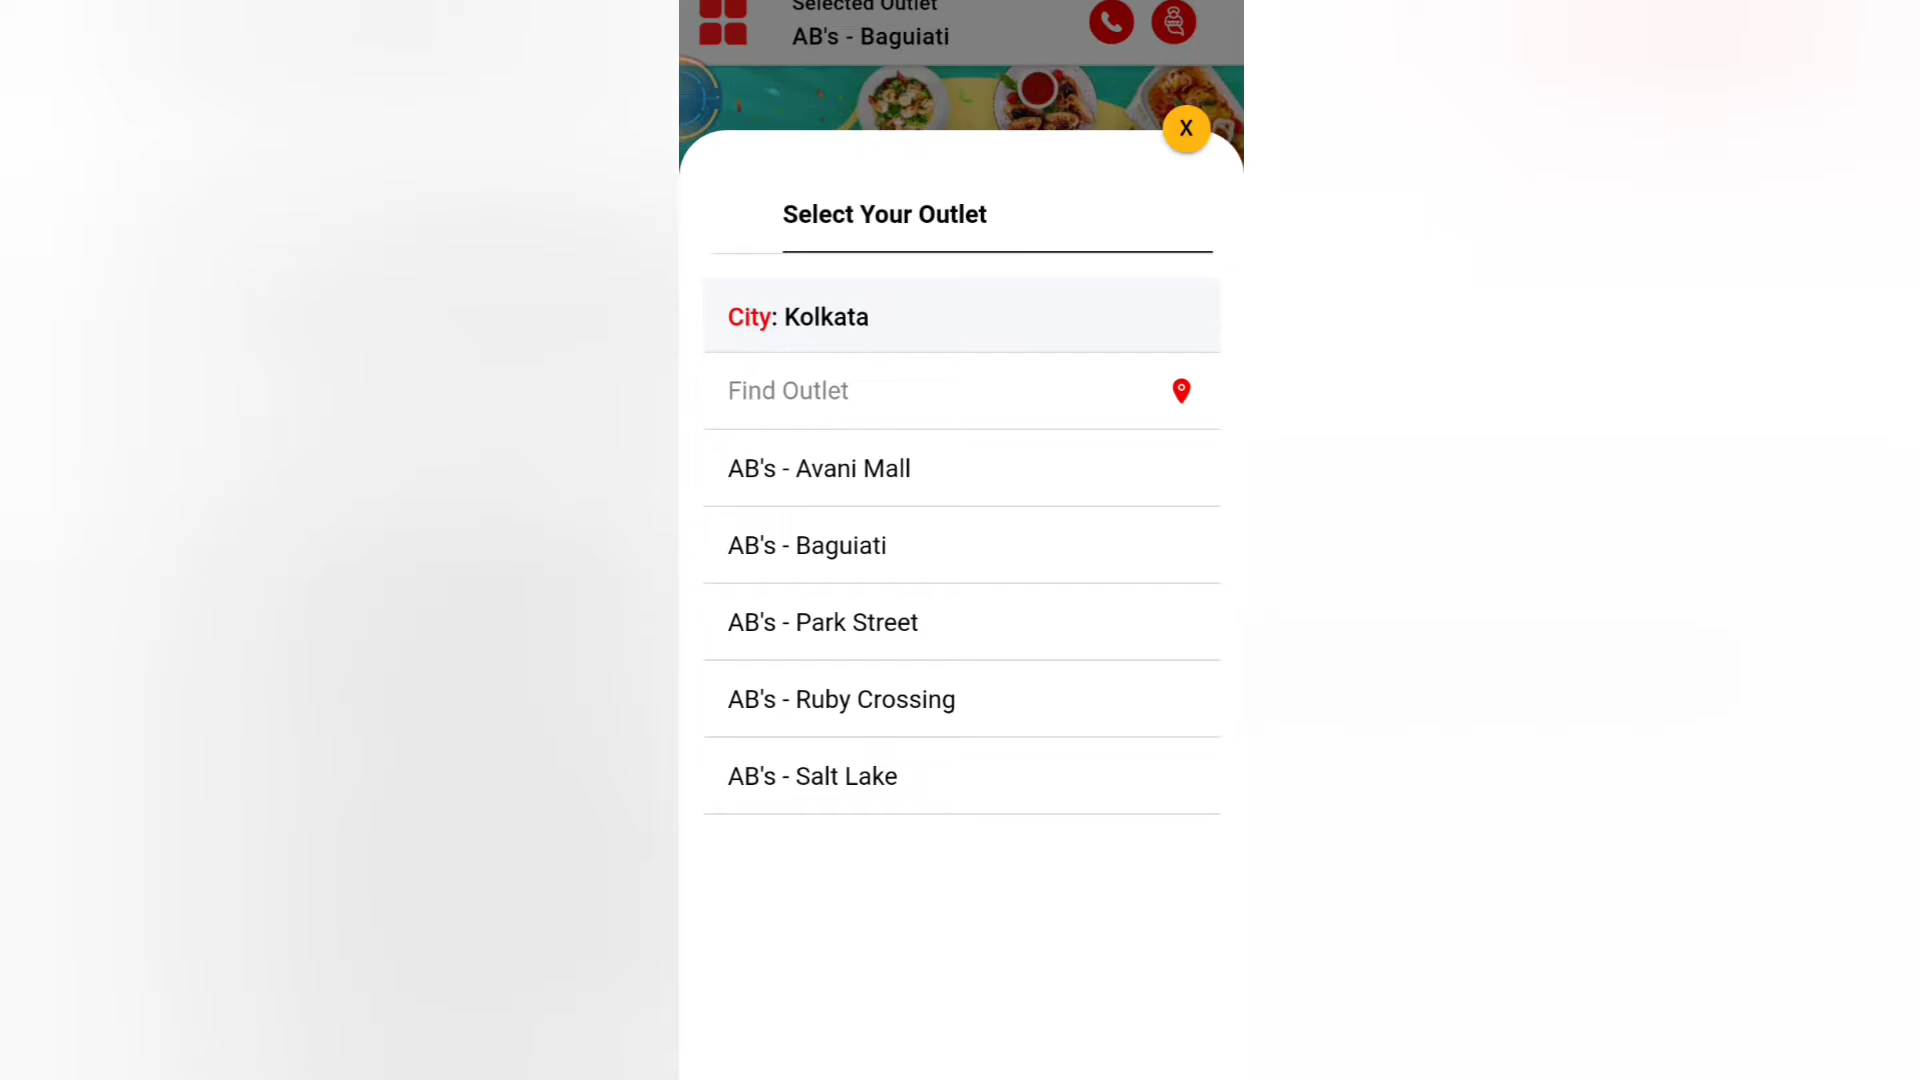 Selected Outlet
AB's - Baguiati
X
Select Your Outlet
City: Kolkata
Find Outlet
AB's - Avani Mall
AB's - Baguiati
AB's - Park Street
AB's - Ruby Crossing
AB's - Salt Lake